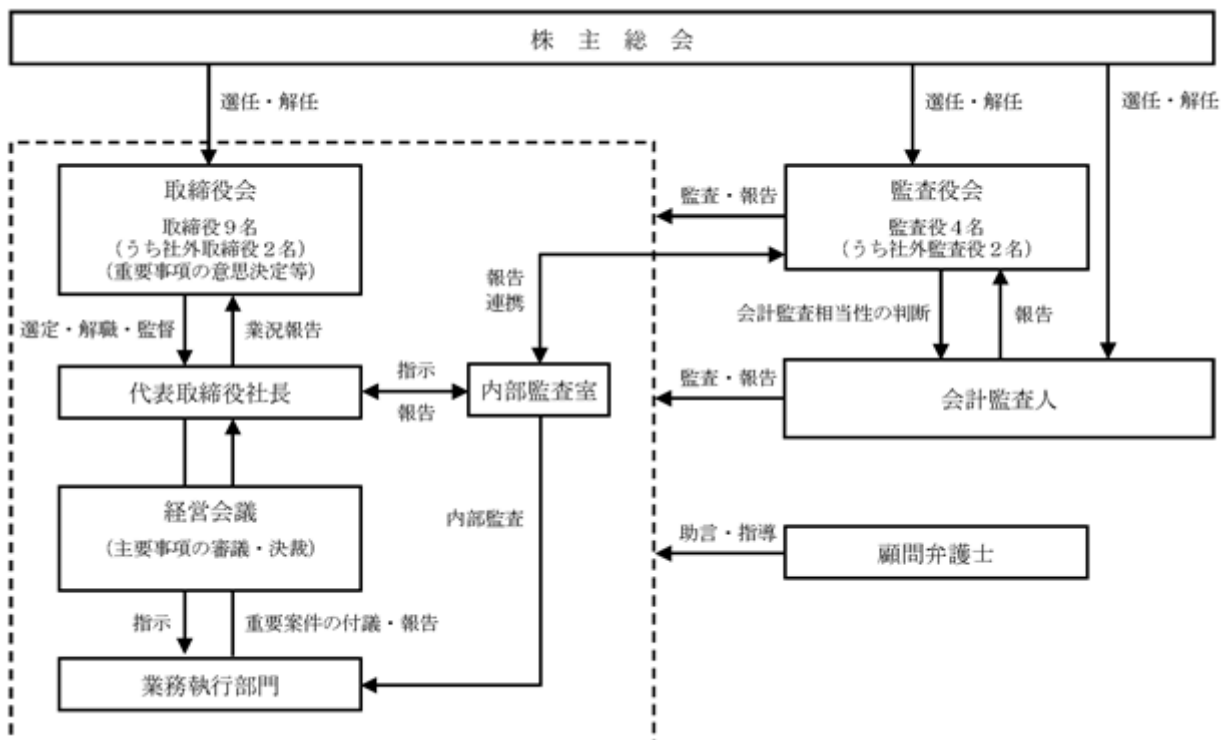 株主総会
選任・解任
選任・解任
選任・解任
取締役会
取締役9名
(うち社外取締役2名)
(重要事項の意思決定等)
監査・報告
監査役会
監査役4名
(うち社外監査役2名)
報告
連携
選定・解職・監督
業況報告
会計監査相当性の判断
報告
代表取締役社長
指示
報告
内部監査室
監査・報告
会計監査人
経営会議
(主要事項の審議・決裁)
内部監査
助言・指導
顧問弁護士
指示
重要案件の付議・報告
業務執行部門